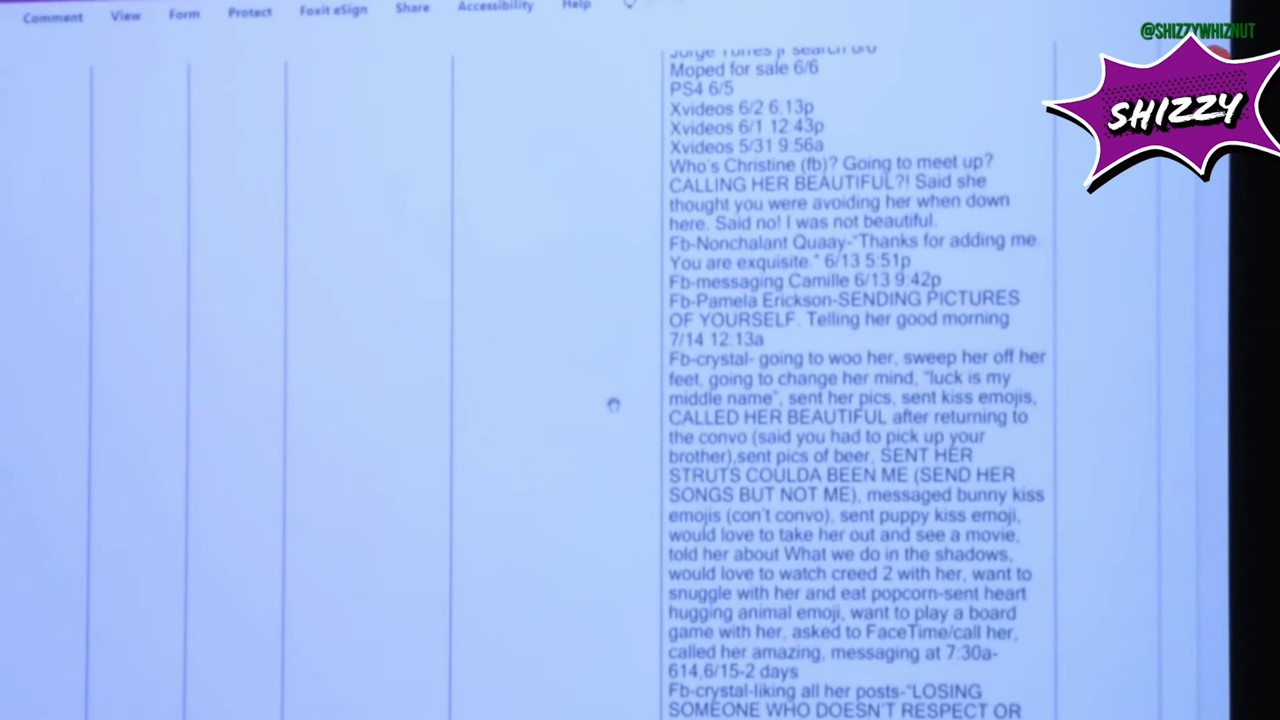 Comment View Form Protect Foxit eSign Share Accessibility Help
@SHIZZYWHIZNUT
SHIZZY
Jorge Torres jr search 6/6
Moped for sale 6/6
PS4 6/5
Xvideos 6/2 6:13p
Xvideos 6/1 12:43p
Xvideos 5/31 9:56a
Who's Christine (fb)? Going to meet up?
CALLING HER BEAUTIFUL?! Said she
thought you were avoiding her when down
here. Said no! I was not beautiful.
Fb-Nonchalant Quaay-"Thanks for adding me.
You are exquisite." 6/13 5:51p
Fb-messaging Camille 6/13 9:42p
Fb-Pamela Erickson-SENDING PICTURES
OF YOURSELF. Telling her good morning
7/14 12:13a
Fb-crystal- going to woo her, sweep her off her
feet, going to change her mind, "luck is my
middle name", sent her pics, sent kiss emojis,
CALLED HER BEAUTIFUL after returning to
the convo (said you had to pick up your
brother),sent pics of beer, SENT HER
STRUTS COULDA BEEN ME (SEND HER
SONGS BUT NOT ME), messaged bunny kiss
emojis (con't convo), sent puppy kiss emoji,
would love to take her out and see a movie,
told her about What we do in the shadows,
would love to watch creed 2 with her, want to
snuggle with her and eat popcorn-sent heart
hugging animal emoji, want to play a board
game with her, asked to FaceTime/call her,
called her amazing, messaging at 7:30a-
614,6/15-2 days
Fb-crystal-liking all her posts-"LOSING
SOMEONE WHO DOESN'T RESPECT OR